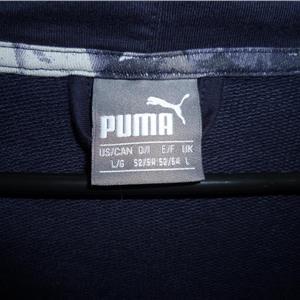 PUMA
US/CAN D/I E/F UK
L/G 52/54 52/54 L